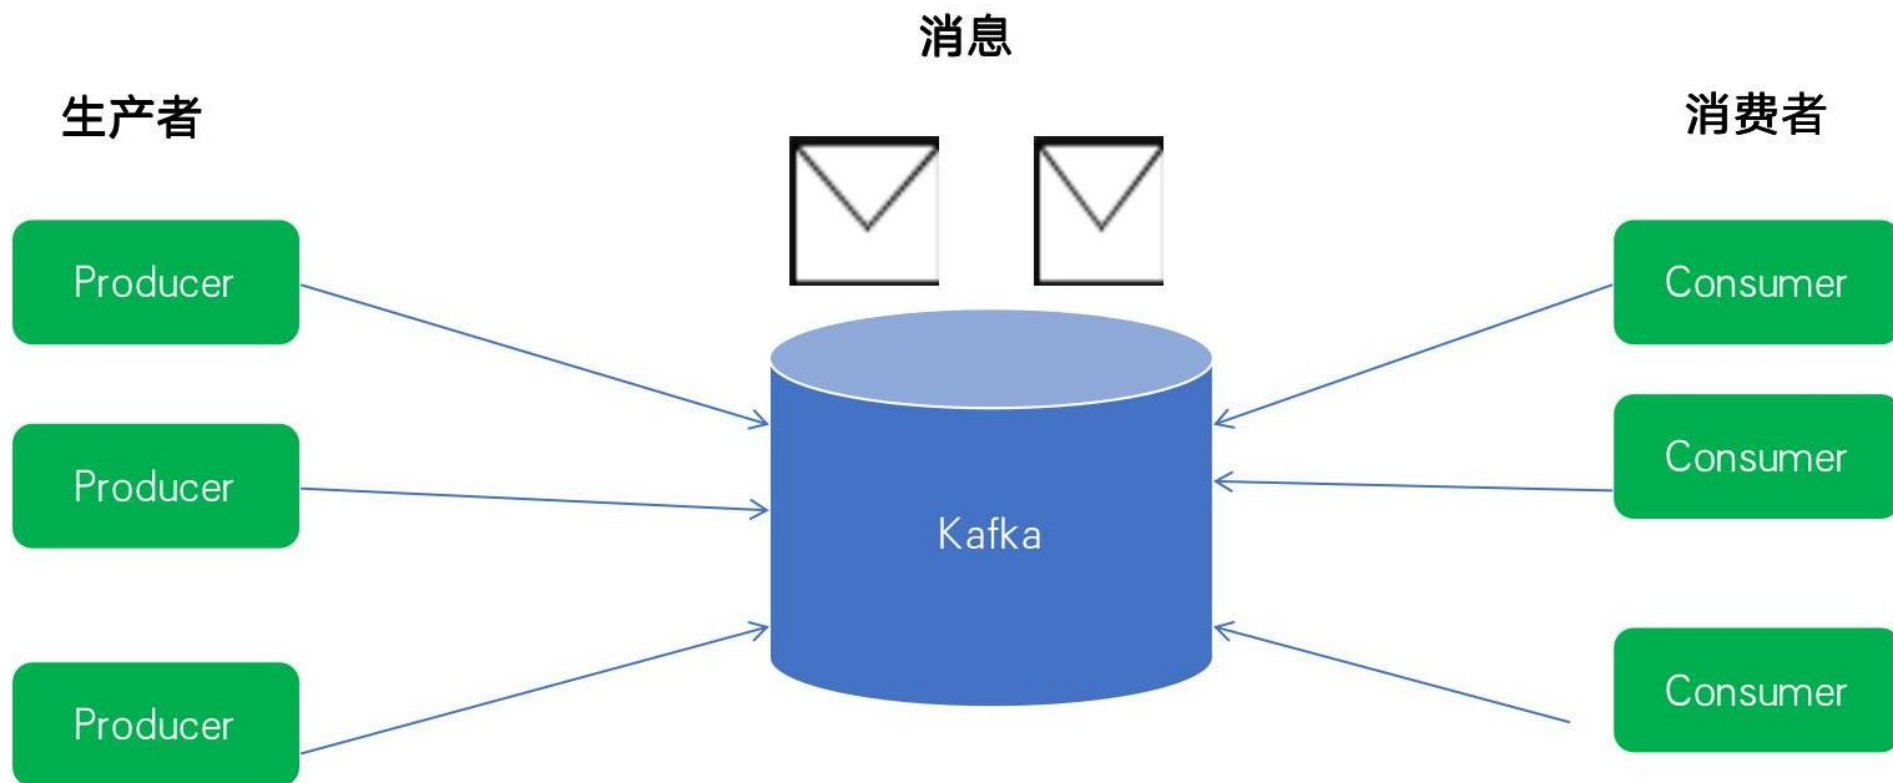 消息
生产者
消费者
Producer
Consumer
Producer
Consumer
Kafka
Producer
Consumer